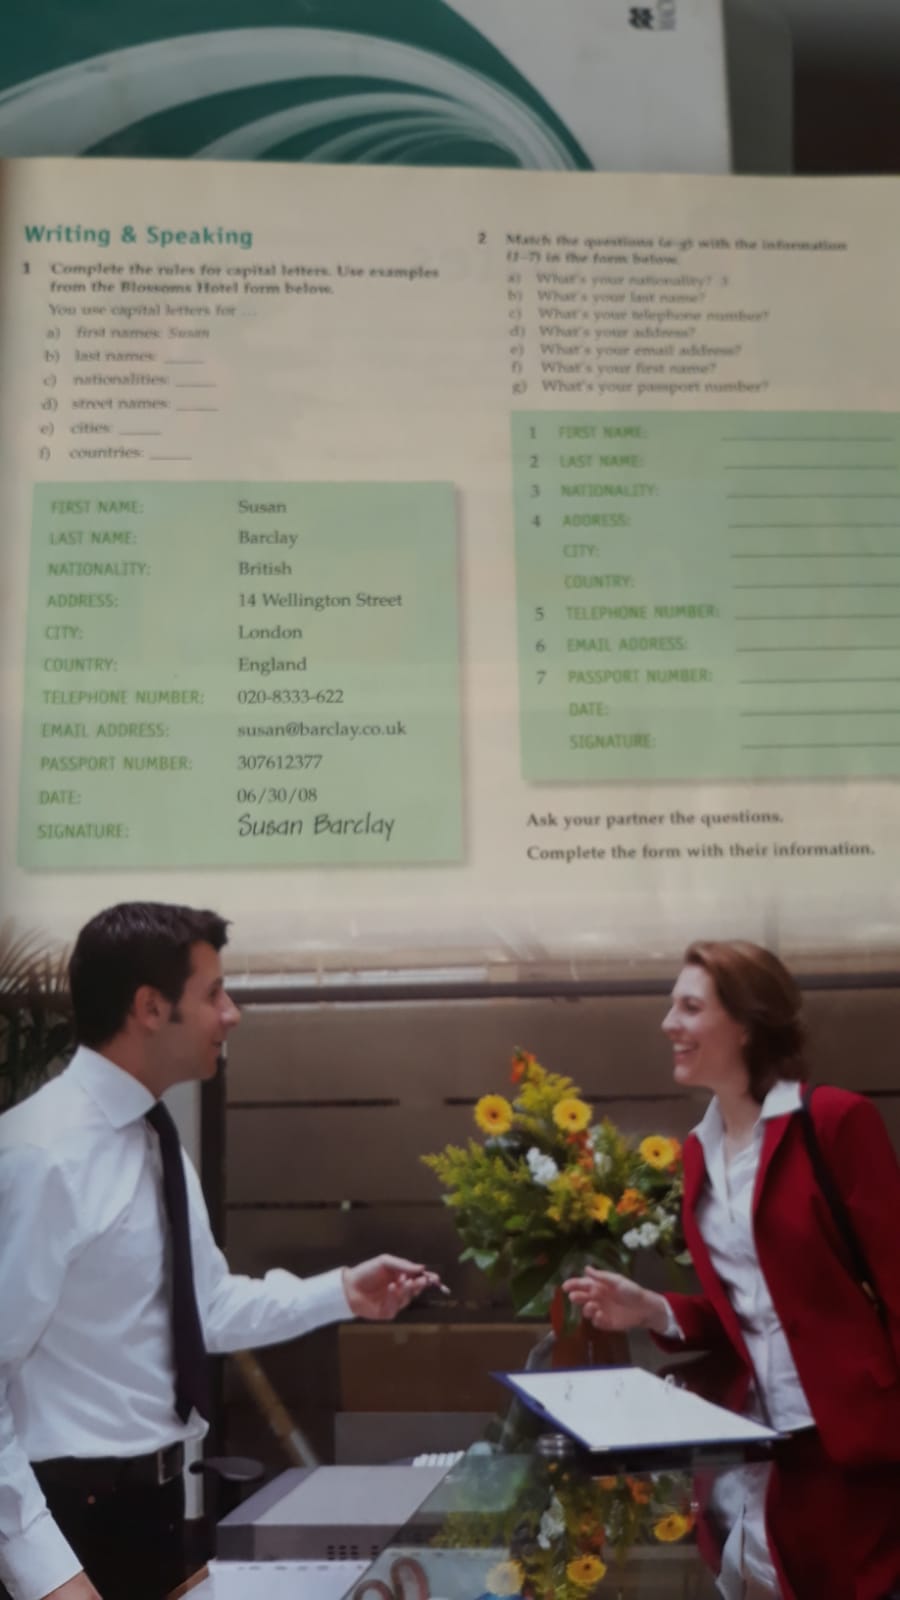 Writing & Speaking
1 Complete the rules for capital letters. Use examples
from the Blossoms Hotel form below.
You use capital letters for ...
a) first names: Susan
b) last names: _____
c) nationalities: _____
d) street names: _____
e) cities: _____
f) countries: _____
FIRST NAME: Susan
LAST NAME: Barclay
NATIONALITY: British
ADDRESS: 14 Wellington Street
CITY: London
COUNTRY: England
TELEPHONE NUMBER: 020-8333-622
EMAIL ADDRESS: susan@barclay.co.uk
PASSPORT NUMBER: 307612377
DATE: 06/30/08
SIGNATURE: Susan Barclay
2 Match the questions (a–g) with the information
(1–7) in the form below.
a) What's your nationality? 3
b) What's your last name?
c) What's your telephone number?
d) What's your address?
e) What's your email address?
f) What's your first name?
g) What's your passport number?
1 FIRST NAME:
2 LAST NAME:
3 NATIONALITY:
4 ADDRESS:
CITY:
COUNTRY:
5 TELEPHONE NUMBER:
6 EMAIL ADDRESS:
7 PASSPORT NUMBER:
DATE:
SIGNATURE:
Ask your partner the questions.
Complete the form with their information.